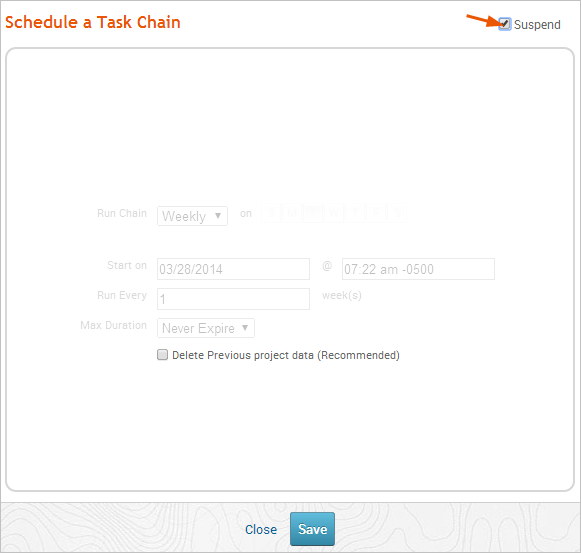 Schedule a Task Chain
Suspend
Run Chain Weekly on
Start on 03/28/2014 @ 07:22 am -0500
Run Every 1 week(s)
Max Duration Never Expire
Delete Previous project data (Recommended)
Close Save